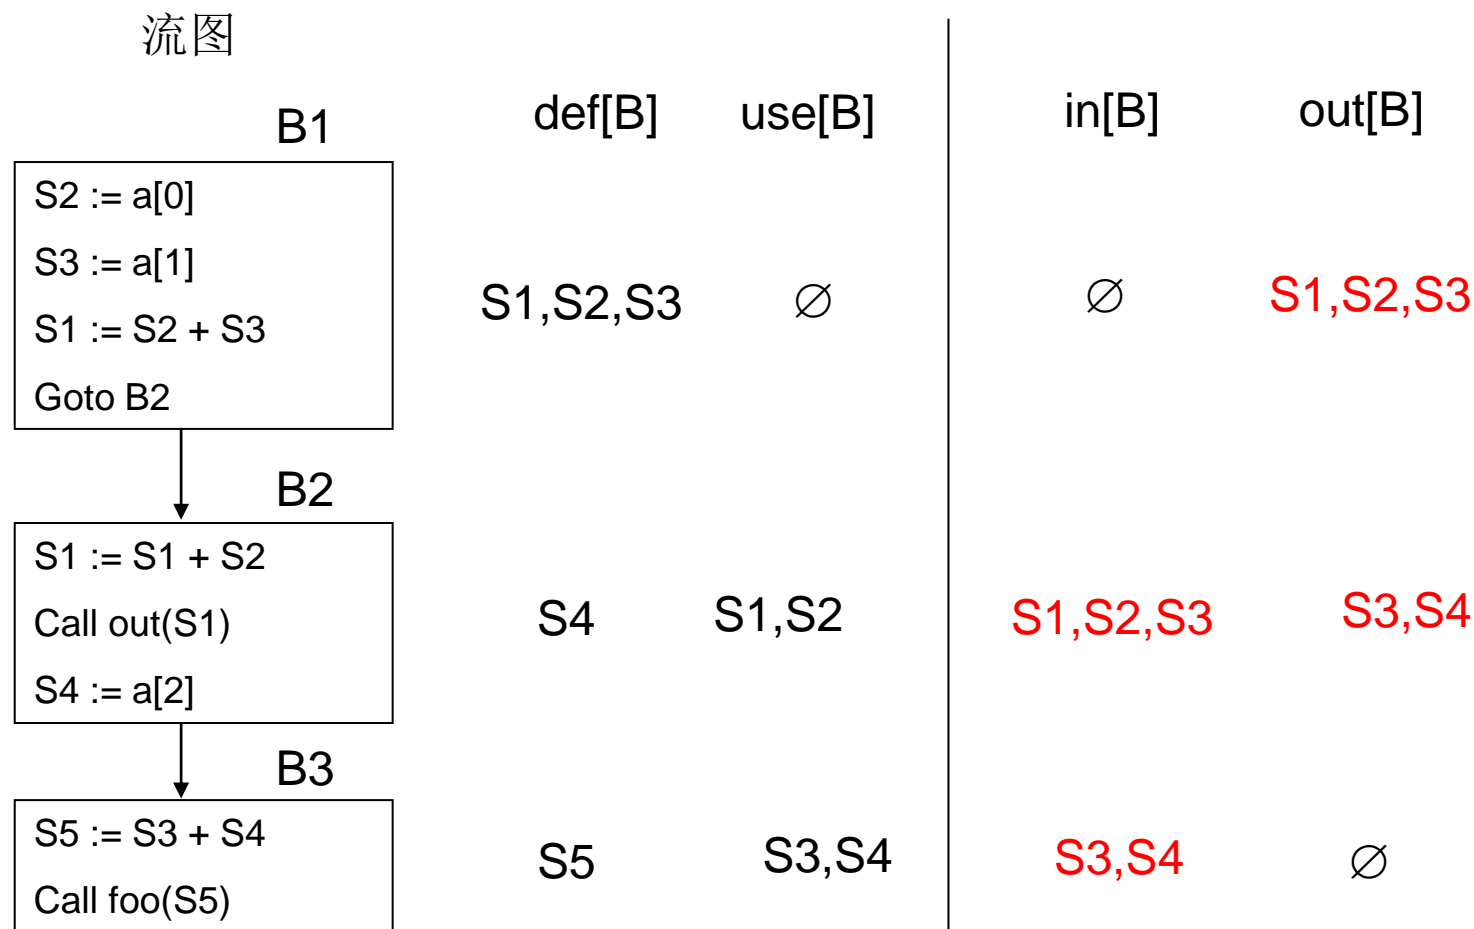 流图
B1 def[B] use[B] in[B] out[B]
S2 := a[0]
S3 := a[1]
S1 := S2 + S3
Goto B2
S1,S2,S3 ∅ ∅ S1,S2,S3
B2
S1 := S1 + S2
Call out(S1)
S4 := a[2]
S4 S1,S2 S1,S2,S3 S3,S4
B3
S5 := S3 + S4
Call foo(S5)
S5 S3,S4 S3,S4 ∅